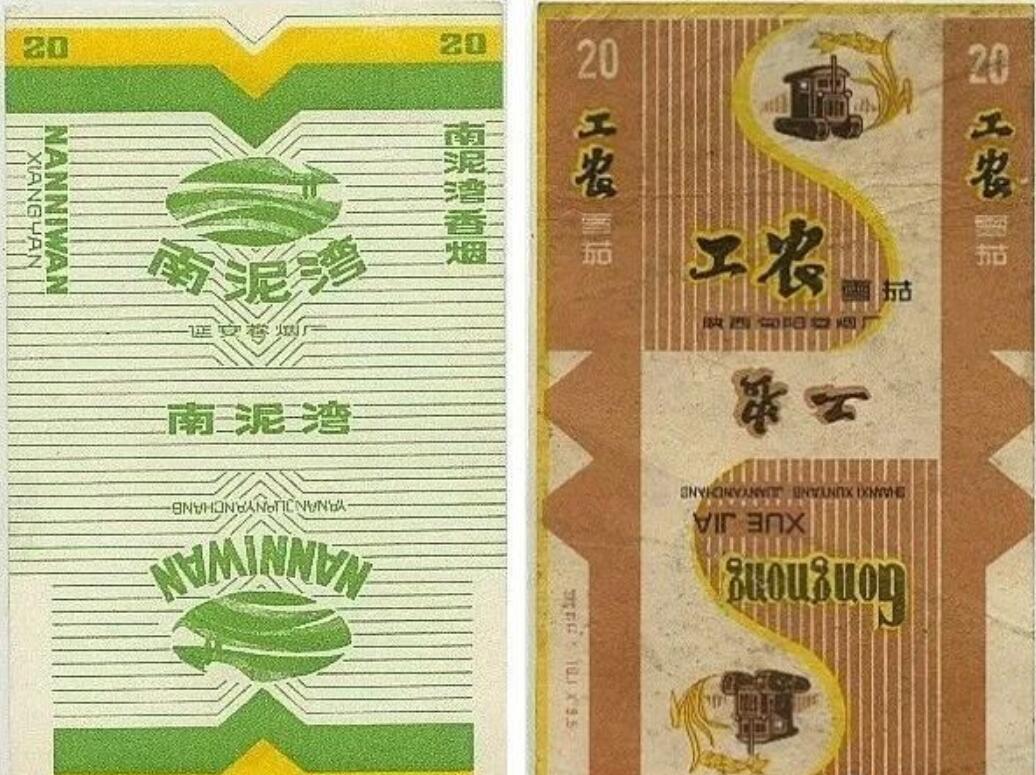 20
20
NANNIWAN
XIANGYAN
南泥湾香烟
南泥湾
延安卷烟厂
南泥湾
YANANJUANYANCHANG
NANNIWAN
20
20
工农
雪茄
工农
雪茄
工农
雪茄
陕西旬阳卷烟厂
工农
SHANXI XUNYANG JUANYANCHANG
XUE JIA
Gongnong